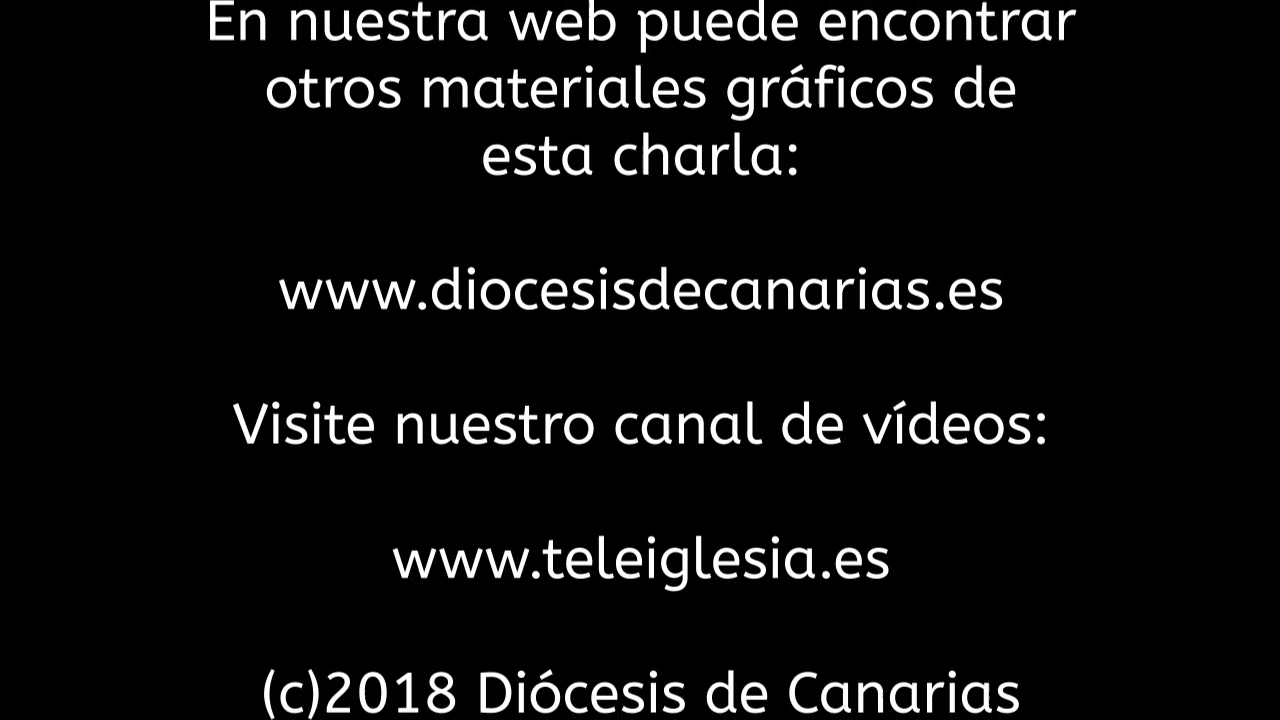 En nuestra web puede encontrar
otros materiales gráficos de
esta charla:
www.diocesisdecanarias.es
Visite nuestro canal de vídeos:
www.teleiglesia.es
(c)2018 Diócesis de Canarias